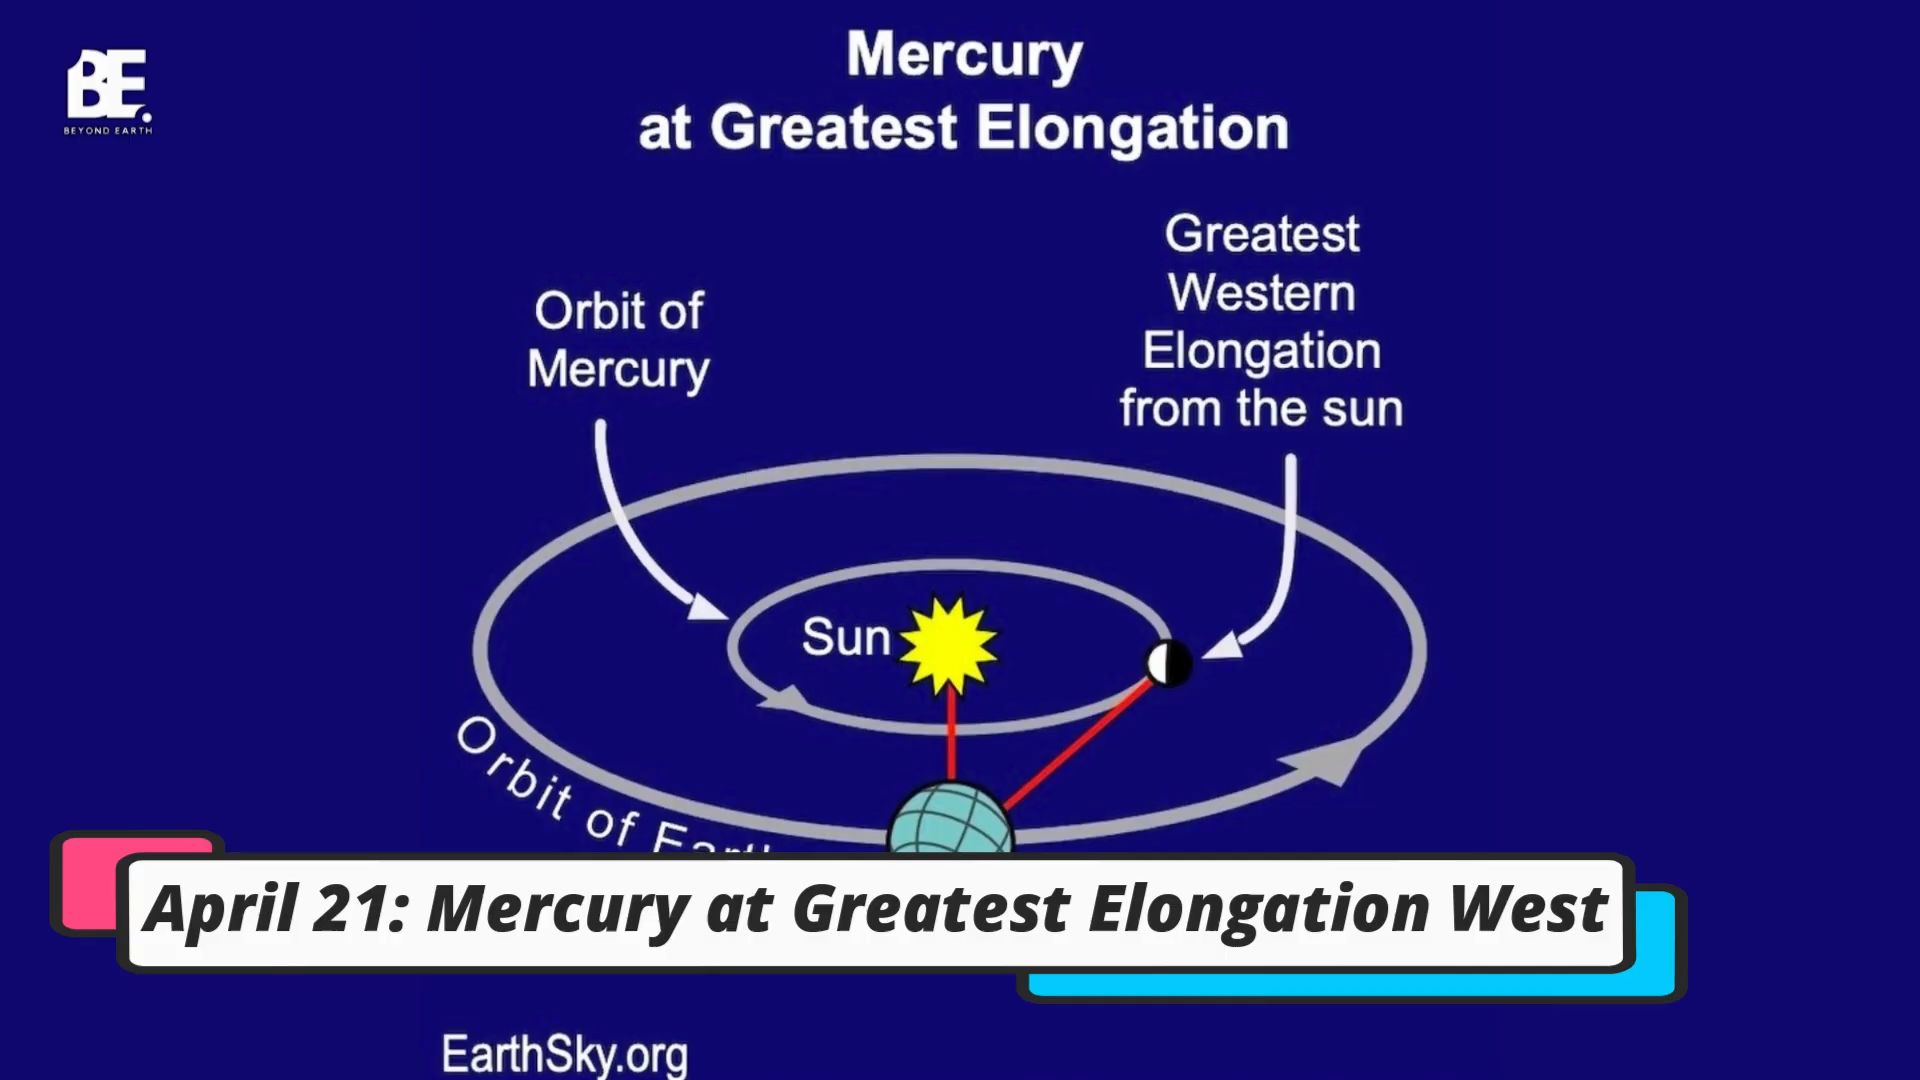 BE.
BEYOND EARTH
Mercury
at Greatest Elongation
Greatest
Western
Elongation
from the sun
Orbit of
Mercury
Sun
Orbit of
April 21: Mercury at Greatest Elongation West
EarthSky.org